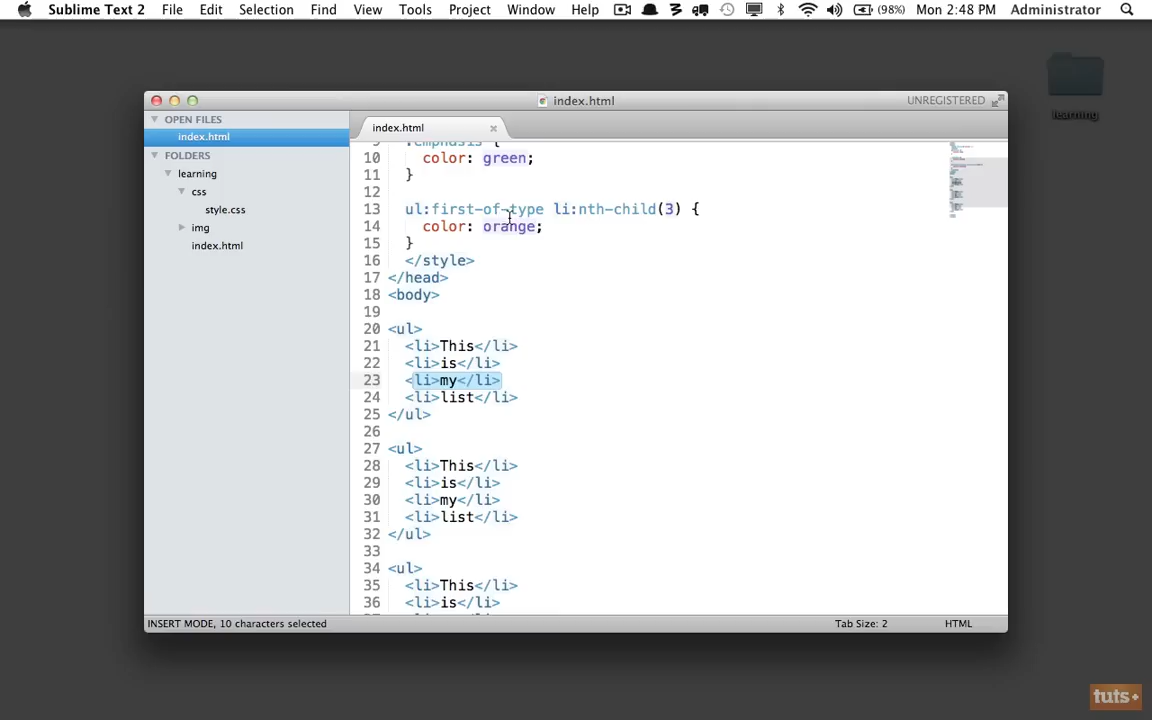 Sublime Text 2 File Edit Selection Find View Tools Project Window Help (98%) Mon 2:48 PM Administrator
learning
index.html
UNREGISTERED
OPEN FILES
index.html
FOLDERS
learning
css
style.css
img
index.html
index.html
9 .emphasis {
10 color: green;
11 }
12
13 ul:first-of-type li:nth-child(3) {
14 color: orange;
15 }
16 </style>
17 </head>
18 <body>
19
20 <ul>
21 <li>This</li>
22 <li>is</li>
23 <li>my</li>
24 <li>list</li>
25 </ul>
26
27 <ul>
28 <li>This</li>
29 <li>is</li>
30 <li>my</li>
31 <li>list</li>
32 </ul>
33
34 <ul>
35 <li>This</li>
36 <li>is</li>
INSERT MODE, 10 characters selected
Tab Size: 2
HTML
tuts+